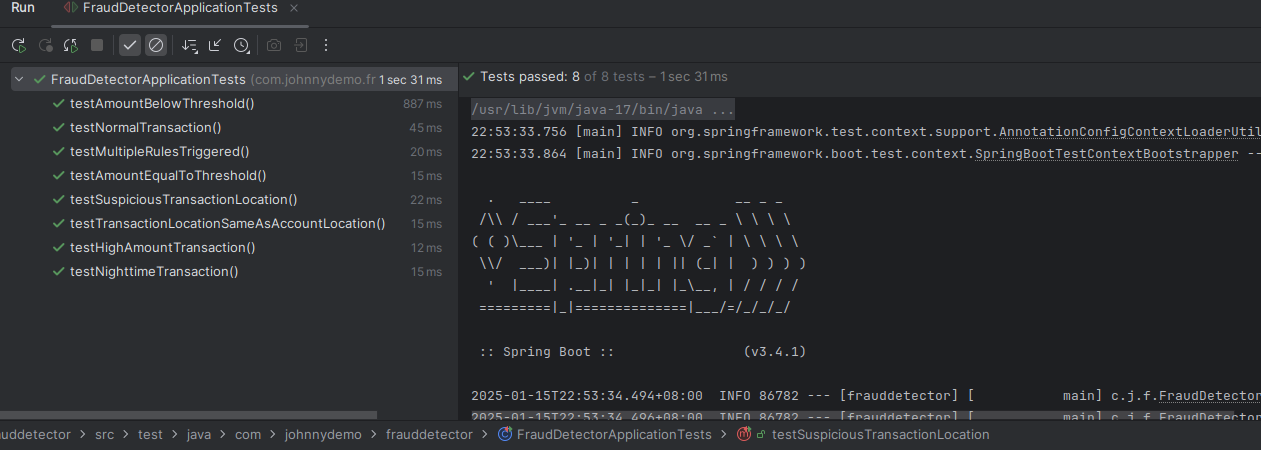 Run FraudDetectorApplicationTests ×
FraudDetectorApplicationTests (com.johnnydemo.fr 1 sec 31 ms
testAmountBelowThreshold() 887 ms
testNormalTransaction() 45 ms
testMultipleRulesTriggered() 20 ms
testAmountEqualToThreshold() 15 ms
testSuspiciousTransactionLocation() 22 ms
testTransactionLocationSameAsAccountLocation() 15 ms
testHighAmountTransaction() 12 ms
testNighttimeTransaction() 15 ms
Tests passed: 8 of 8 tests – 1 sec 31 ms
/usr/lib/jvm/java-17/bin/java ...
22:53:33.756 [main] INFO org.springframework.test.context.support.AnnotationConfigContextLoaderUtil
22:53:33.864 [main] INFO org.springframework.boot.test.context.SpringBootTestContextBootstrapper --
  .   ____          _            __ _ _
 /\\ / ___'_ __ _ _(_)_ __  __ _ \ \ \ \
( ( )\___ | '_ | '_| | '_ \/ _` | \ \ \ \
 \\/  ___)| |_)| | | | | || (_| |  ) ) ) )
  '  |____| .__|_| |_|_| |_\__, | / / / /
 =========|_|==============|___/=/_/_/_/
 :: Spring Boot ::                (v3.4.1)
2025-01-15T22:53:34.494+08:00  INFO 86782 --- [frauddetector] [           main] c.j.f.FraudDetector
2025-01-15T22:53:34.496+08:00  INFO 86782 --- [frauddetector] [           main] c.j.f.FraudDetector
auddetector > src > test > java > com > johnnydemo > frauddetector > FraudDetectorApplicationTests > testSuspiciousTransactionLocation